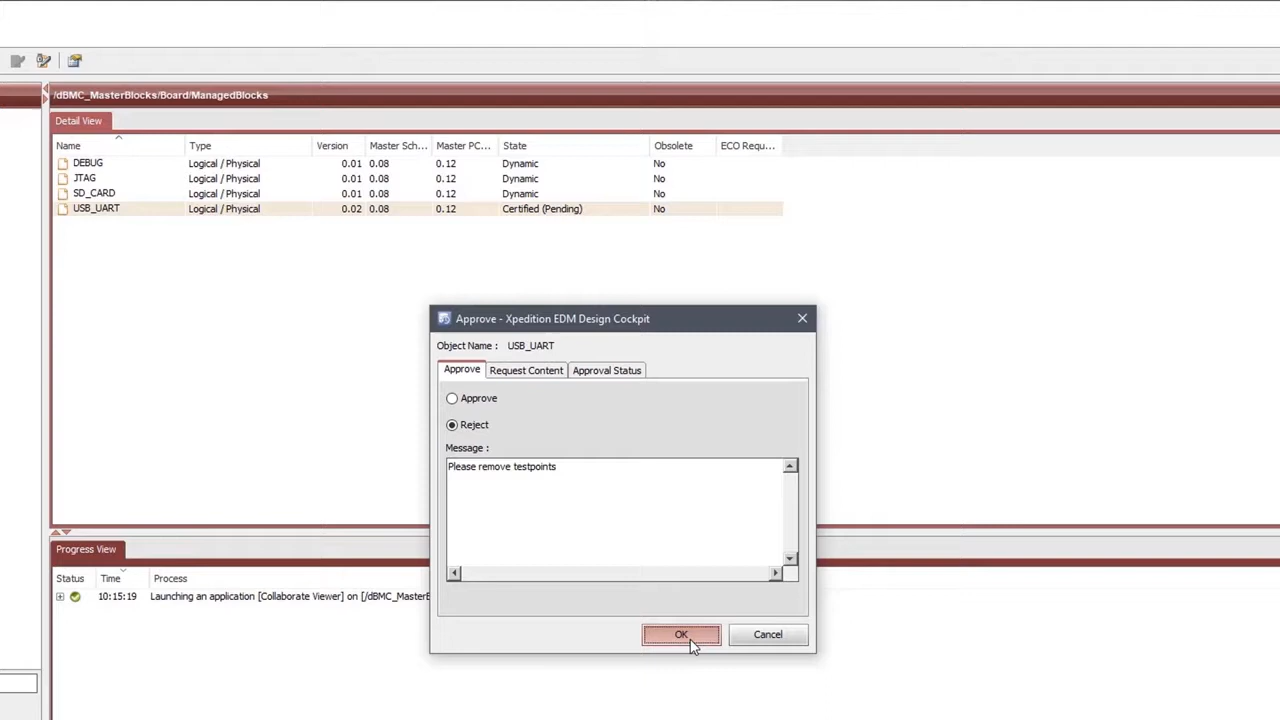 /dBMC_MasterBlocks/Board/ManagedBlocks
Detail View
Name Type Version Master Sch... Master PC... State Obsolete ECO Requ...
DEBUG Logical / Physical 0.01 0.08 0.12 Dynamic No
JTAG Logical / Physical 0.01 0.08 0.12 Dynamic No
SD_CARD Logical / Physical 0.01 0.08 0.12 Dynamic No
USB_UART Logical / Physical 0.02 0.08 0.12 Certified (Pending) No
Approve - Xpedition EDM Design Cockpit
Object Name : USB_UART
Approve Request Content Approval Status
Approve
Reject
Message :
Please remove testpoints
OK Cancel
Progress View
Status Time Process
10:15:19 Launching an application [Collaborate Viewer] on [/dBMC_MasterB